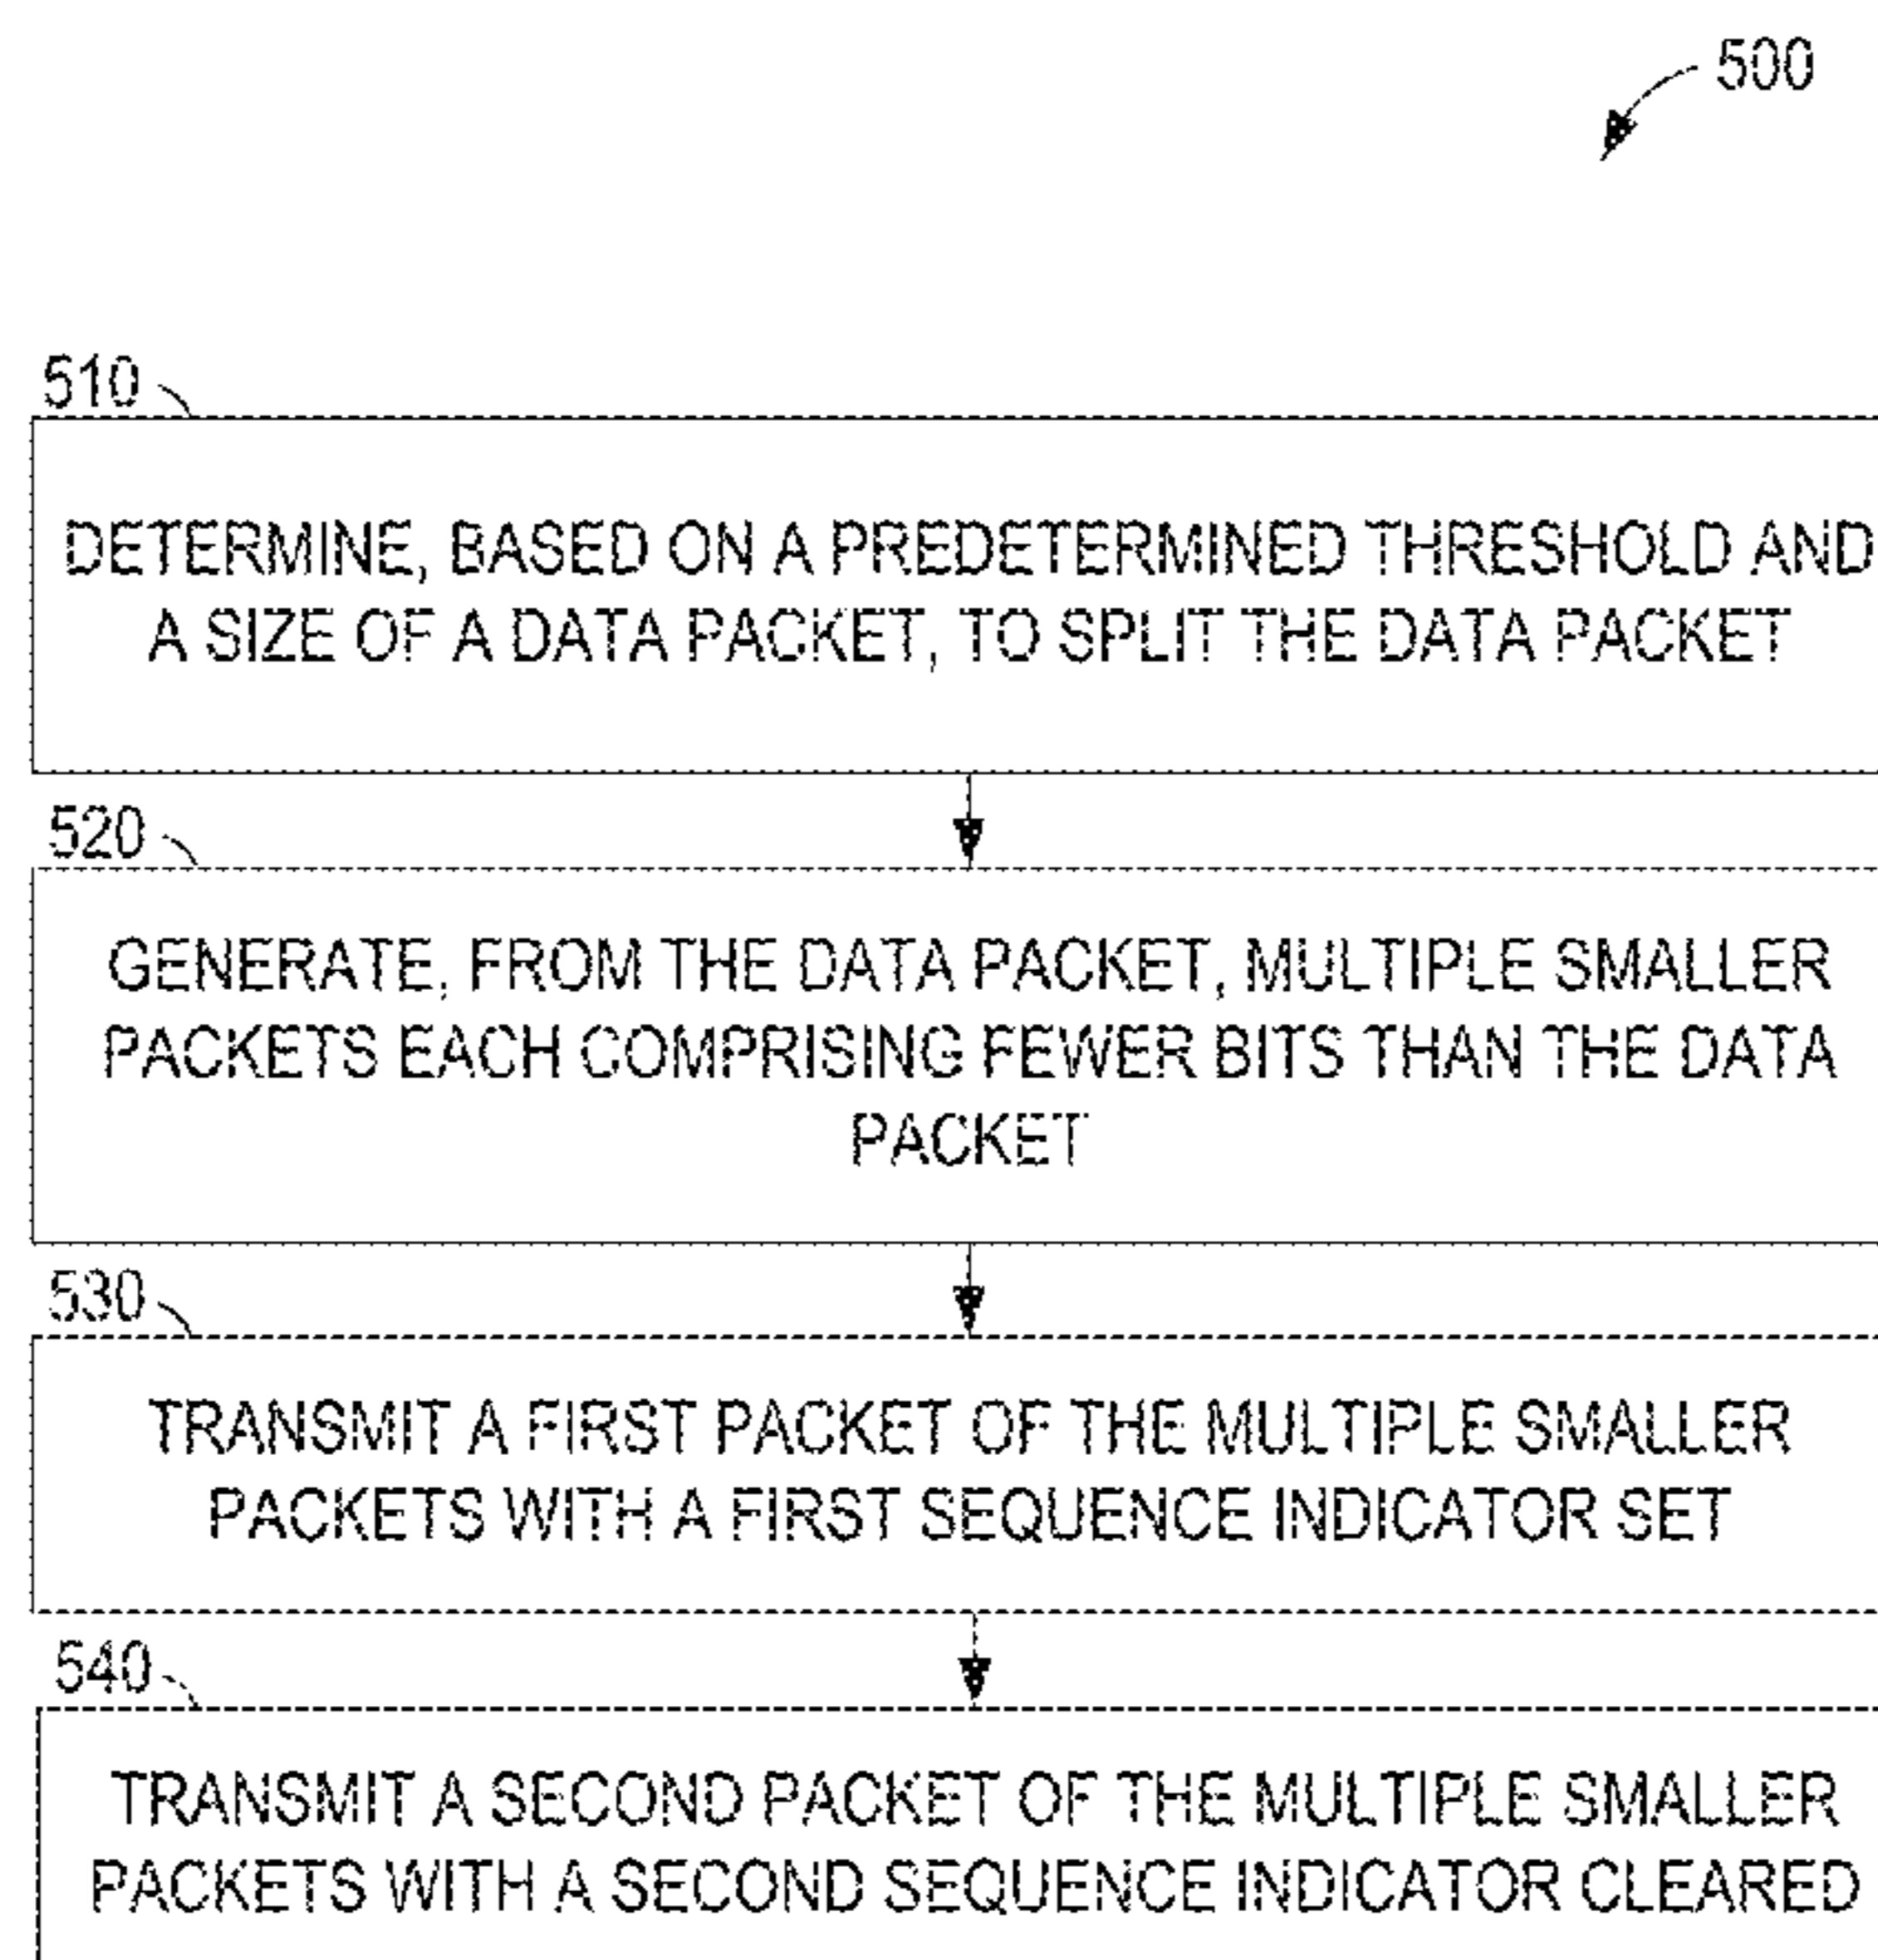 500
510
DETERMINE, BASED ON A PREDETERMINED THRESHOLD AND
A SIZE OF A DATA PACKET, TO SPLIT THE DATA PACKET
520
GENERATE, FROM THE DATA PACKET, MULTIPLE SMALLER
PACKETS EACH COMPRISING FEWER BITS THAN THE DATA
PACKET
530
TRANSMIT A FIRST PACKET OF THE MULTIPLE SMALLER
PACKETS WITH A FIRST SEQUENCE INDICATOR SET
540
TRANSMIT A SECOND PACKET OF THE MULTIPLE SMALLER
PACKETS WITH A SECOND SEQUENCE INDICATOR CLEARED